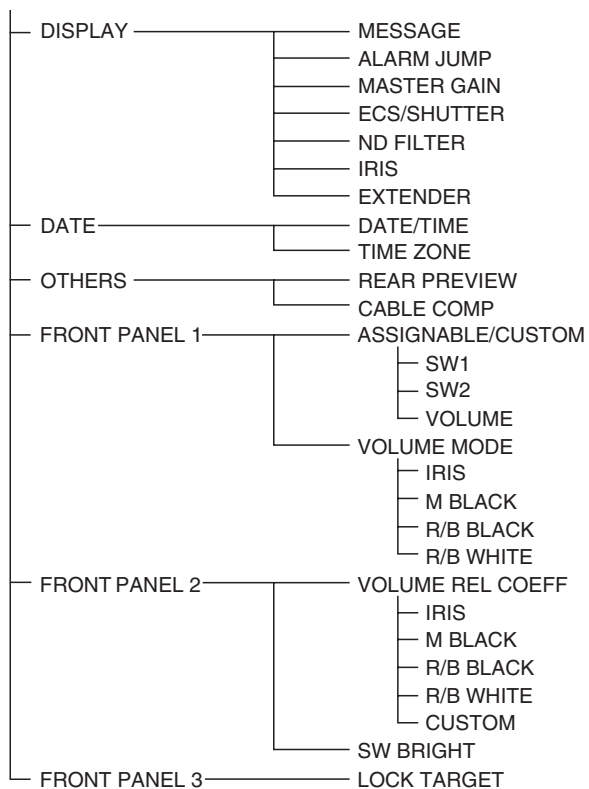 DISPLAY MESSAGE
ALARM JUMP
MASTER GAIN
ECS/SHUTTER
ND FILTER
IRIS
EXTENDER
DATE DATE/TIME
TIME ZONE
OTHERS REAR PREVIEW
CABLE COMP
FRONT PANEL 1 ASSIGNABLE/CUSTOM
SW1
SW2
VOLUME
VOLUME MODE
IRIS
M BLACK
R/B BLACK
R/B WHITE
FRONT PANEL 2 VOLUME REL COEFF
IRIS
M BLACK
R/B BLACK
R/B WHITE
CUSTOM
SW BRIGHT
FRONT PANEL 3 LOCK TARGET